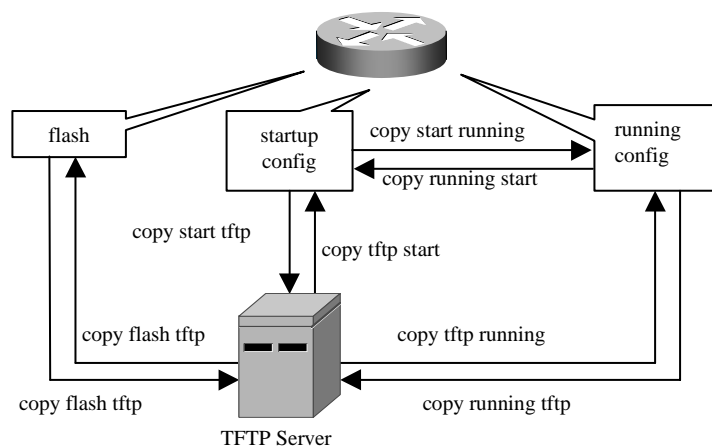 flash
startup
config
copy start running
running
config
copy running start
copy start tftp
copy tftp start
copy flash tftp
copy tftp running
copy flash tftp
copy running tftp
TFTP Server